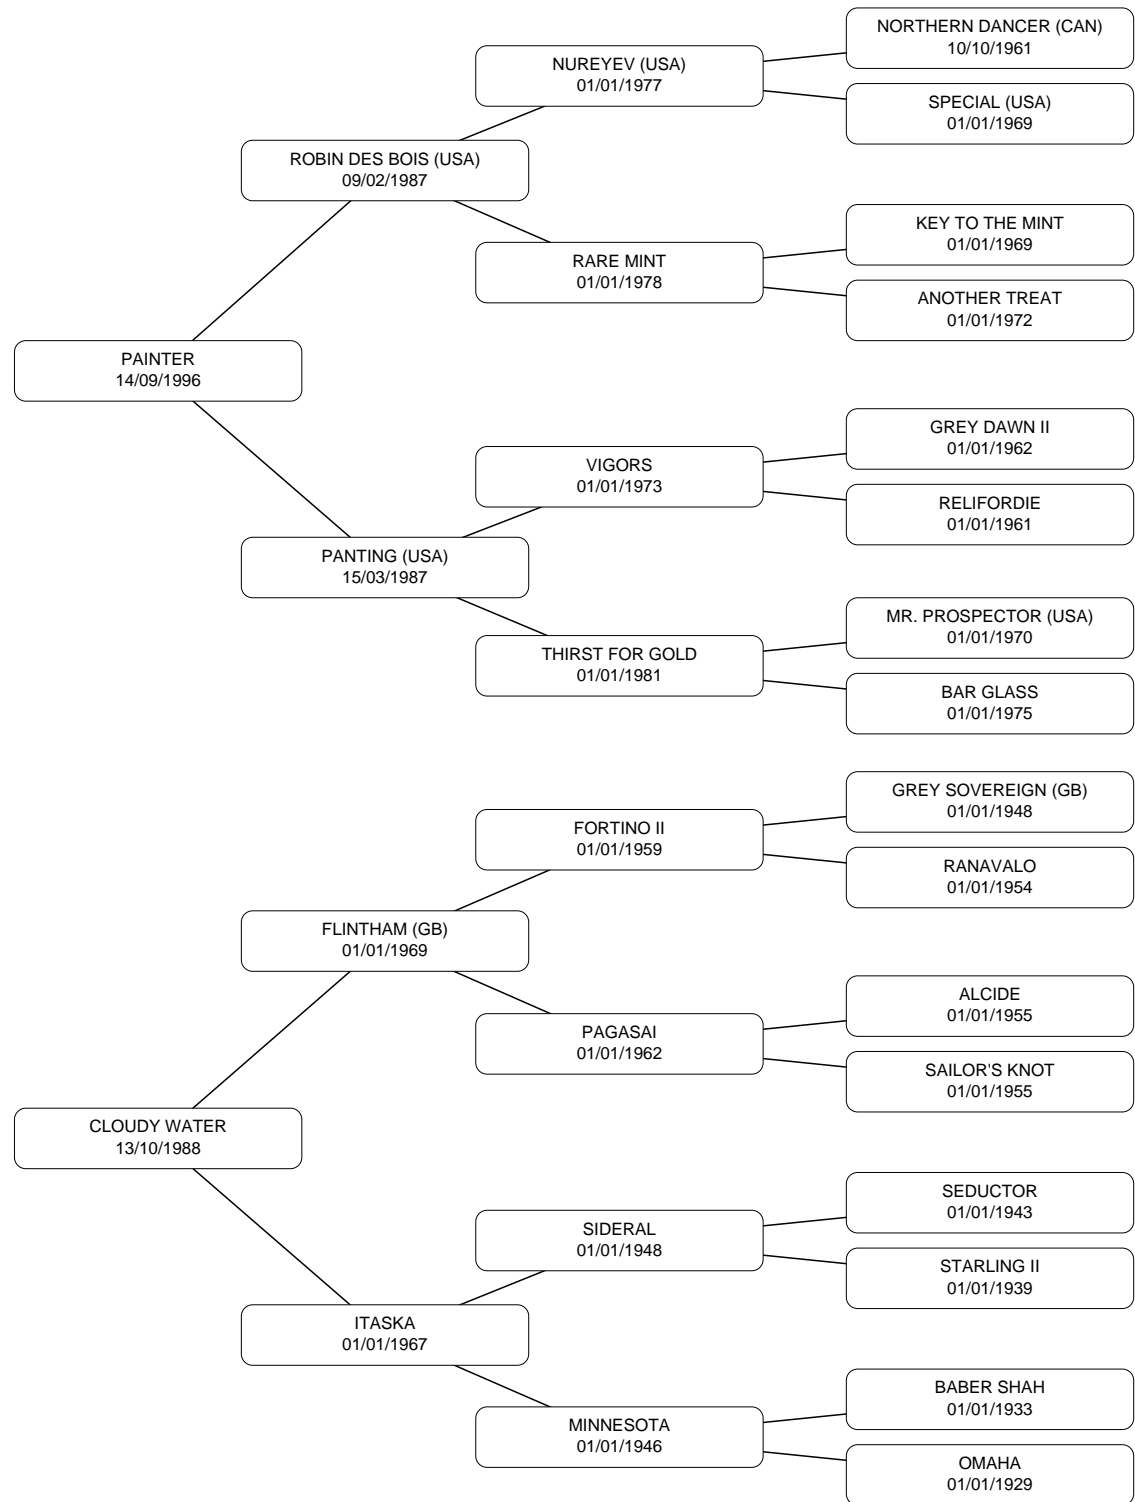 NORTHERN DANCER (CAN)
10/10/1961
NUREYEV (USA)
01/01/1977
SPECIAL (USA)
01/01/1969
ROBIN DES BOIS (USA)
09/02/1987
KEY TO THE MINT
01/01/1969
RARE MINT
01/01/1978
ANOTHER TREAT
01/01/1972
PAINTER
14/09/1996
GREY DAWN II
01/01/1962
VIGORS
01/01/1973
RELIFORDIE
01/01/1961
PANTING (USA)
15/03/1987
MR. PROSPECTOR (USA)
01/01/1970
THIRST FOR GOLD
01/01/1981
BAR GLASS
01/01/1975
GREY SOVEREIGN (GB)
01/01/1948
FORTINO II
01/01/1959
RANAVALO
01/01/1954
FLINTHAM (GB)
01/01/1969
ALCIDE
01/01/1955
PAGASAI
01/01/1962
SAILOR'S KNOT
01/01/1955
CLOUDY WATER
13/10/1988
SEDUCTOR
01/01/1943
SIDERAL
01/01/1948
STARLING II
01/01/1939
ITASKA
01/01/1967
BABER SHAH
01/01/1933
MINNESOTA
01/01/1946
OMAHA
01/01/1929